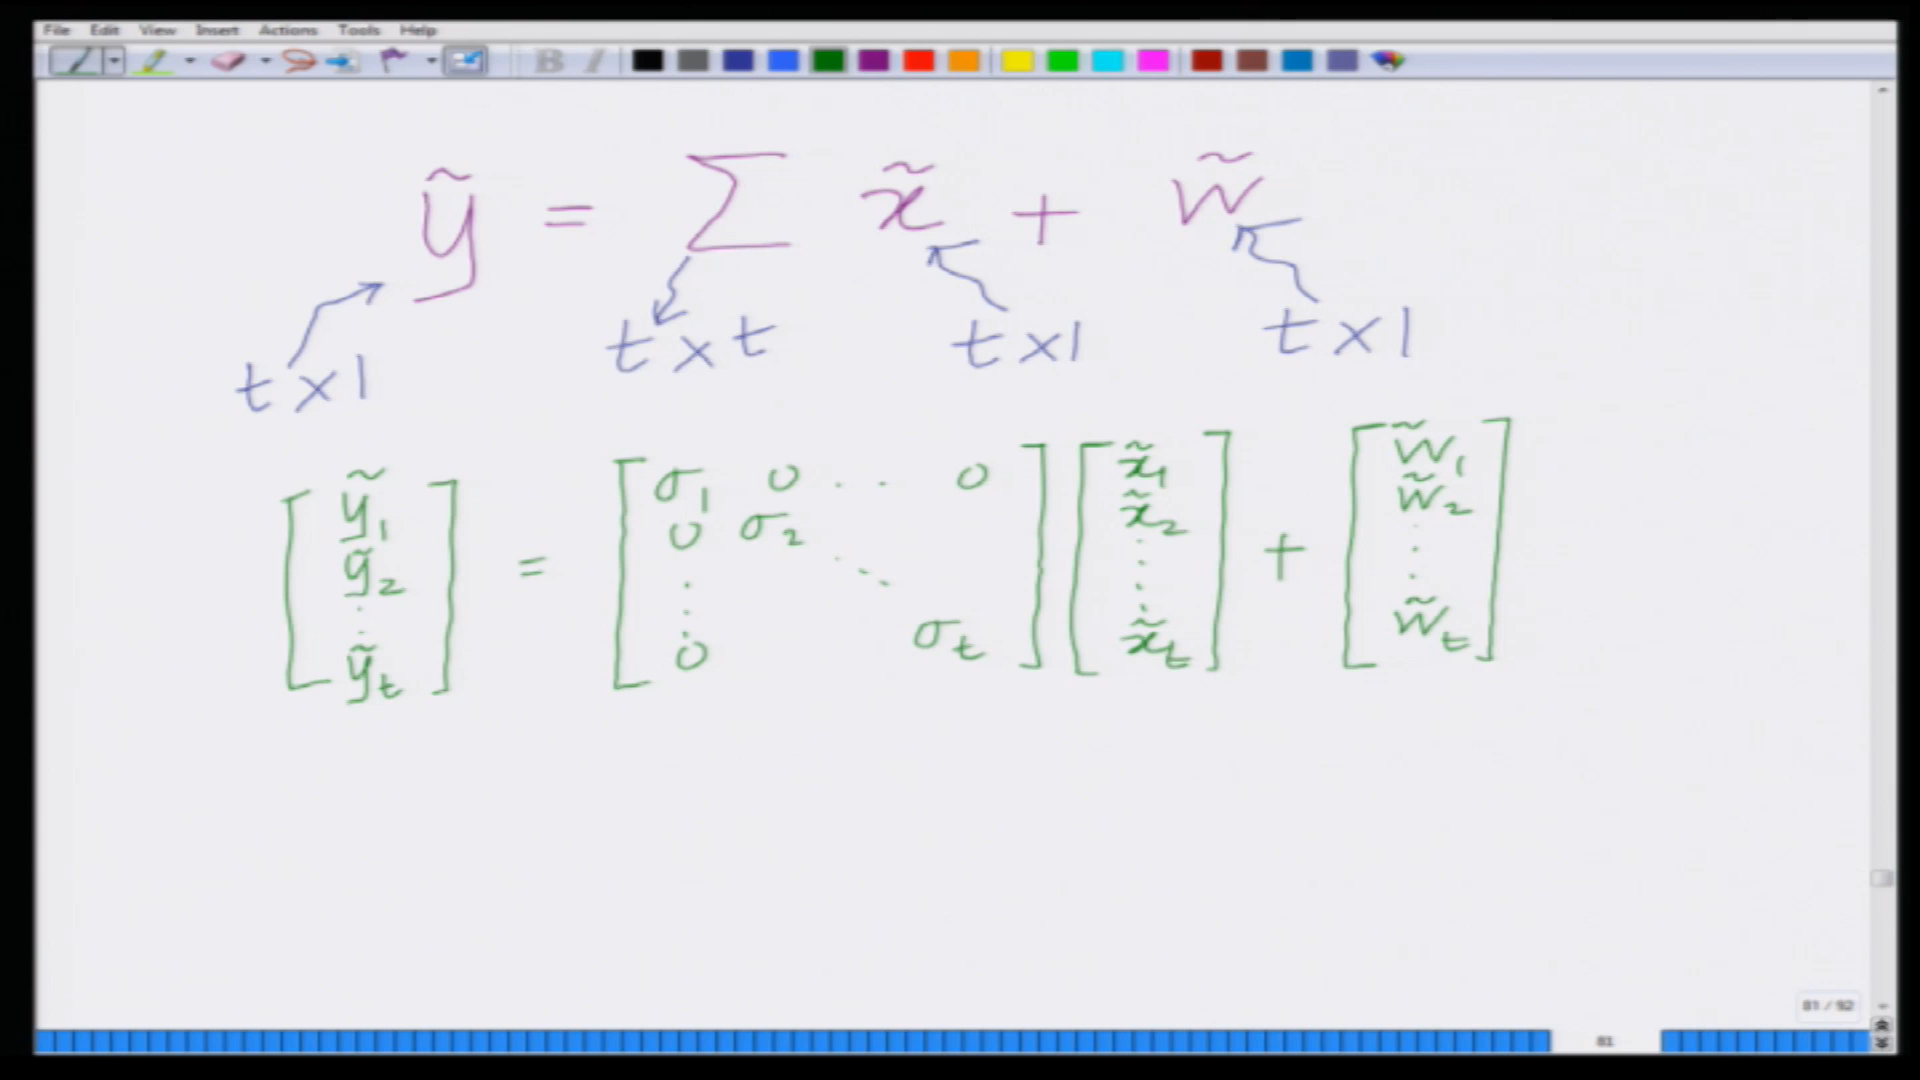 File Edit View Insert Actions Tools Help
B I
ỹ = Σ x̃ + w̃
t×1 t×t t×1 t×1
[ỹ₁ ỹ₂ ⋮ ỹₜ] = [σ₁ 0 ‥ 0; 0 σ₂ ⋱; ⋮; 0 σₜ] [x̃₁ x̃₂ ⋮ x̃ₜ] + [w̃₁ w̃₂ ⋮ w̃ₜ]
81 / 92
81